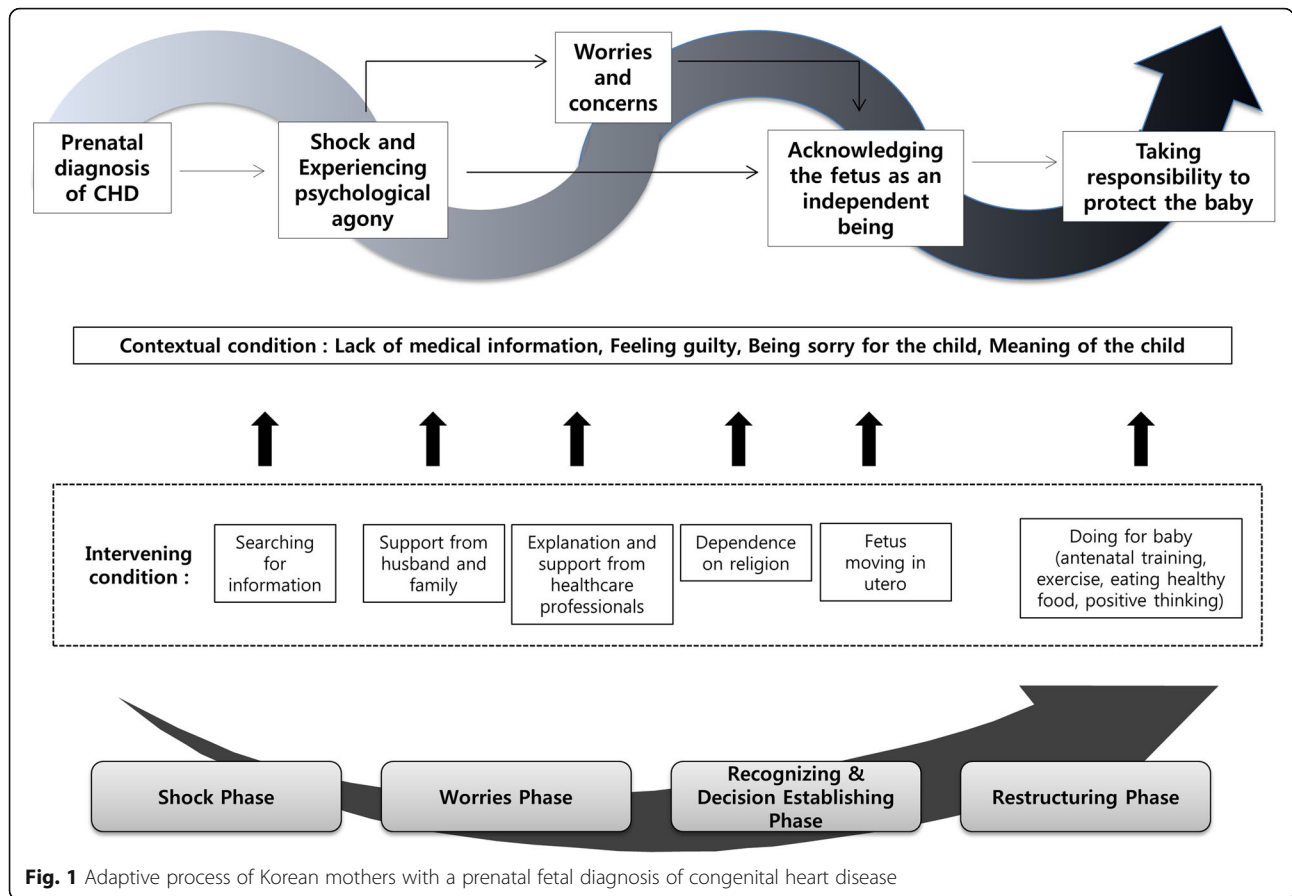 Prenatal
diagnosis
of CHD
Shock and
Experiencing
psychological
agony
Worries
and
concerns
Acknowledging
the fetus as an
independent
being
Taking
responsibility to
protect the baby
Contextual condition : Lack of medical information, Feeling guilty, Being sorry for the child, Meaning of the child
Intervening
condition :
Searching
for
information
Support from
husband and
family
Explanation and
support from
healthcare
professionals
Dependence
on religion
Fetus
moving in
utero
Doing for baby
(antenatal training,
exercise, eating healthy
food, positive thinking)
Shock Phase
Worries Phase
Recognizing &
Decision Establishing
Phase
Restructuring Phase
Fig. 1 Adaptive process of Korean mothers with a prenatal fetal diagnosis of congenital heart disease